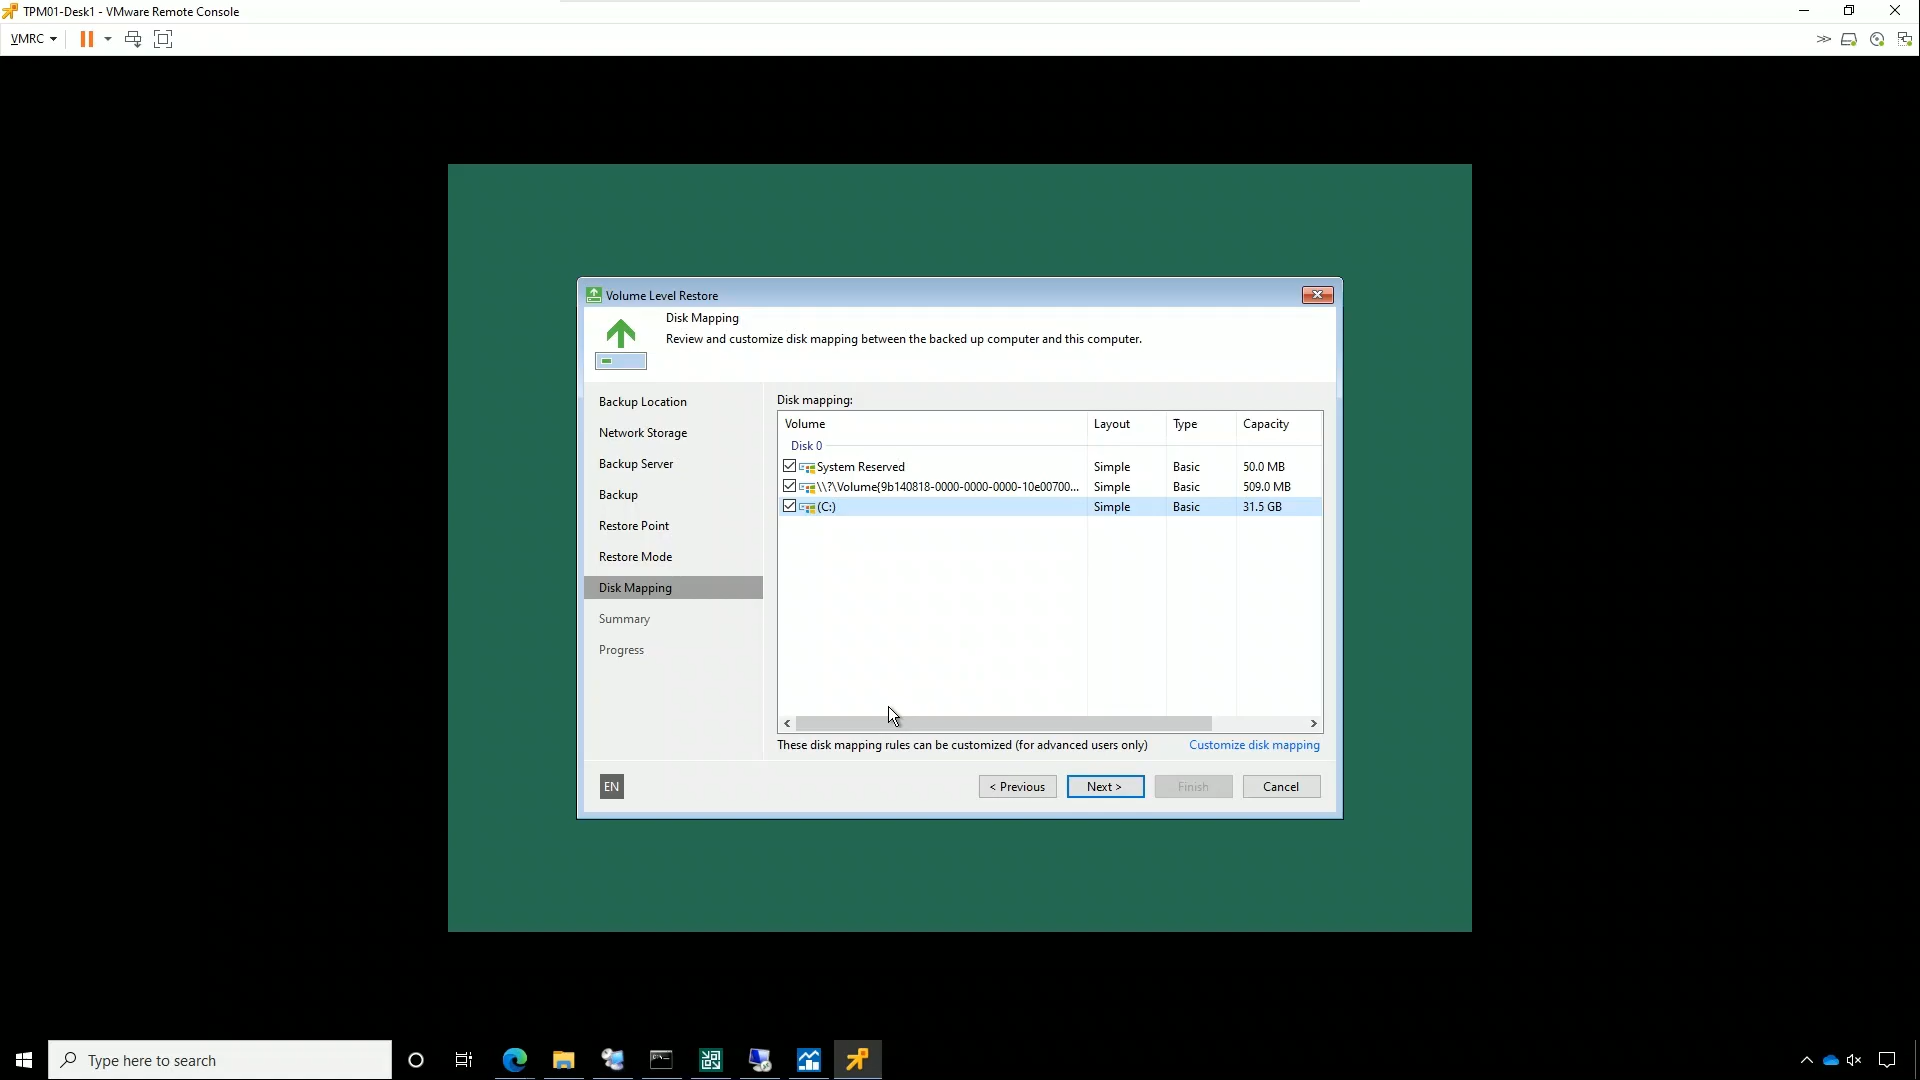 TPM01-Desk1 - VMware Remote Console
VMRC
Volume Level Restore
Disk Mapping
Review and customize disk mapping between the backed up computer and this computer.
Backup Location
Network Storage
Backup Server
Backup
Restore Point
Restore Mode
Disk Mapping
Summary
Progress
Disk mapping:
Volume Layout Type Capacity
Disk 0
System Reserved Simple Basic 50.0 MB
\\?\Volume{9b140818-0000-0000-0000-10e00700... Simple Basic 509.0 MB
(C:) Simple Basic 31.5 GB
These disk mapping rules can be customized (for advanced users only) Customize disk mapping
EN < Previous Next > Finish Cancel
Type here to search